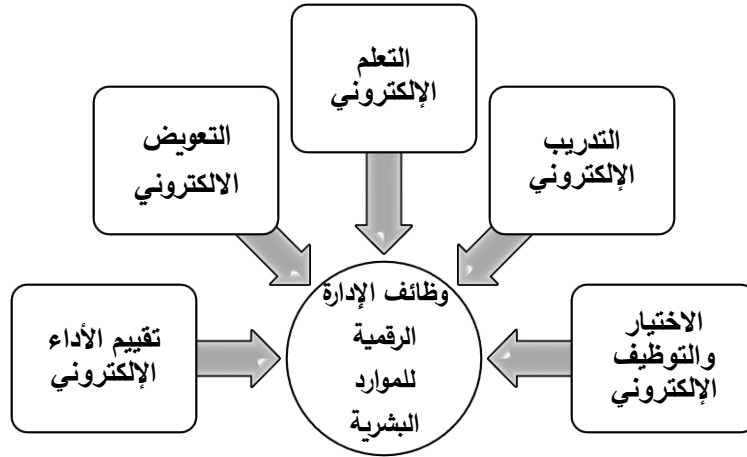 التعلم
الإلكتروني
التدريب
الإلكتروني
التعويض
الالكتروني
الاختيار
والتوظيف
الإلكتروني
تقييم الأداء
الإلكتروني
وظائف الإدارة
الرقمية
للموارد
البشرية